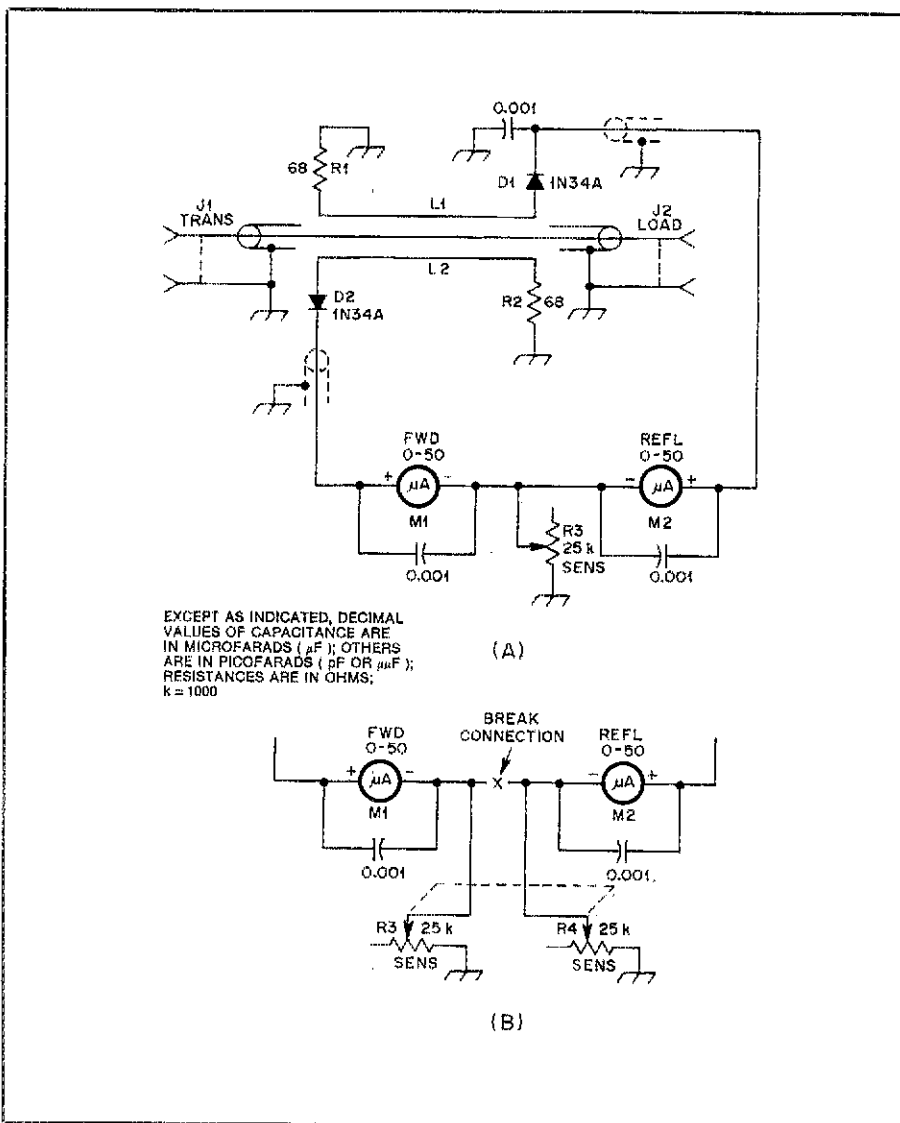 0.001
68 R1
D1 1N34A
L1
J1
TRANS
J2
LOAD
L2
D2
1N34A
R2 68
FWD
0-50
REFL
0-50
+ µA -
- µA +
M1
M2
R3
25 k
SENS
0.001
0.001
EXCEPT AS INDICATED, DECIMAL
VALUES OF CAPACITANCE ARE
IN MICROFARADS ( µF ); OTHERS
ARE IN PICOFARADS ( pF OR µµF );
RESISTANCES ARE IN OHMS;
k = 1000
(A)
BREAK
CONNECTION
FWD
0-50
REFL
0-50
+ µA -
X
- µA +
M1
M2
0.001
0.001
R3 25 k
SENS
R4 25 k
SENS
(B)